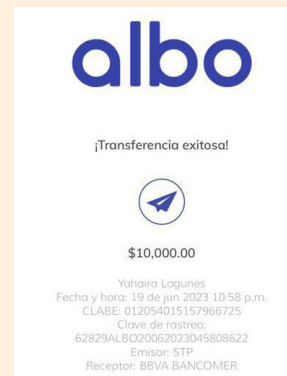 albo
¡Transferencia exitosa!
$10,000.00
Yahaira Lagunes
Fecha y hora: 19 de jun 2023 10:58 p.m.
CLABE: 012054015157966725
Clave de rastreo:
62829ALBO20062023045808622
Emisor: STP
Receptor: BBVA BANCOMER